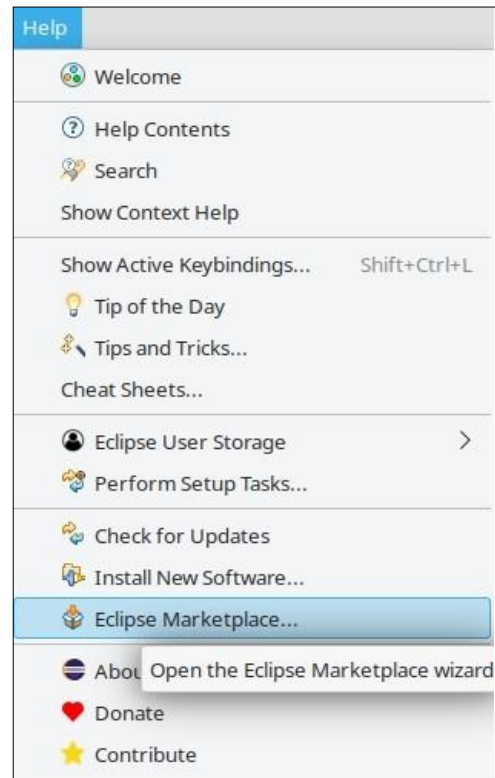 Help
Welcome
Help Contents
Search
Show Context Help
Show Active Keybindings... Shift+Ctrl+L
Tip of the Day
Tips and Tricks...
Cheat Sheets...
Eclipse User Storage
Perform Setup Tasks...
Check for Updates
Install New Software...
Eclipse Marketplace...
Open the Eclipse Marketplace wizard
Donate
Contribute